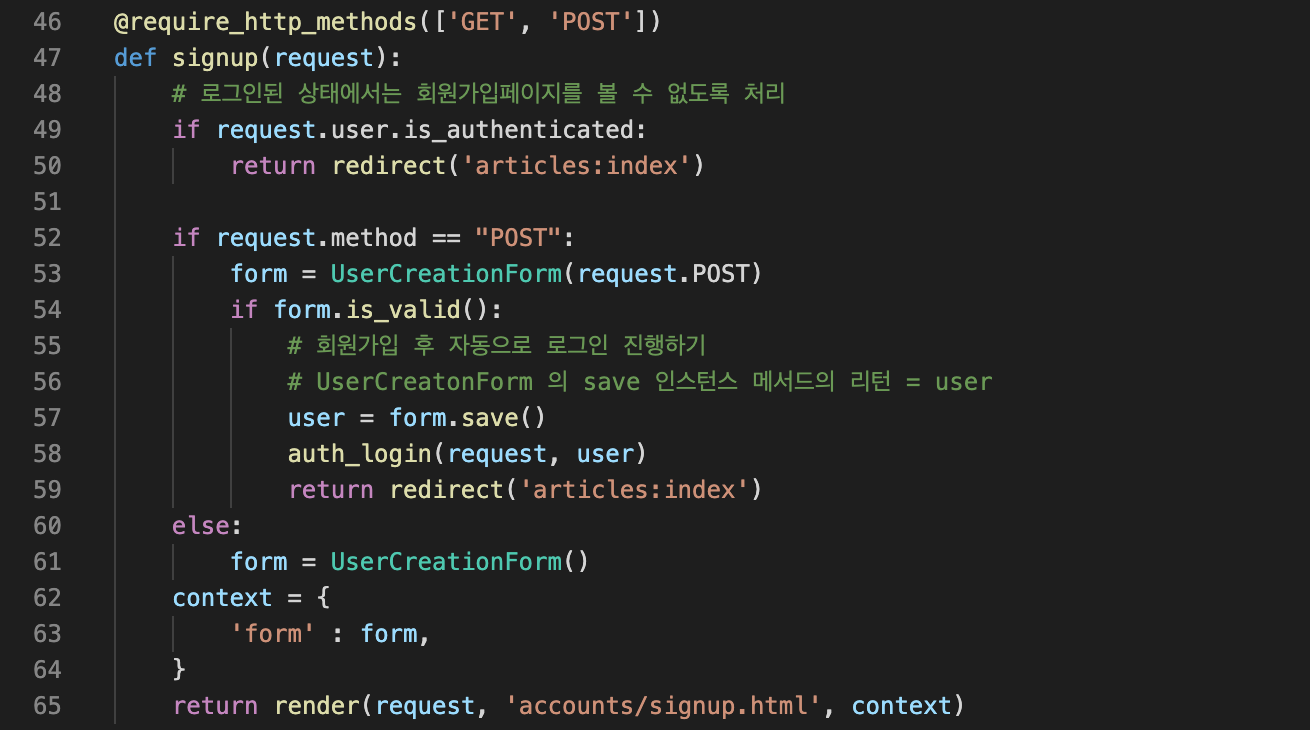 46 @require_http_methods(['GET', 'POST'])
47 def signup(request):
48     # 로그인된 상태에서는 회원가입페이지를 볼 수 없도록 처리
49     if request.user.is_authenticated:
50         return redirect('articles:index')
51
52     if request.method == "POST":
53         form = UserCreationForm(request.POST)
54         if form.is_valid():
55             # 회원가입 후 자동으로 로그인 진행하기
56             # UserCreatonForm 의 save 인스턴스 메서드의 리턴 = user
57             user = form.save()
58             auth_login(request, user)
59             return redirect('articles:index')
60     else:
61         form = UserCreationForm()
62     context = {
63         'form' : form,
64     }
65     return render(request, 'accounts/signup.html', context)